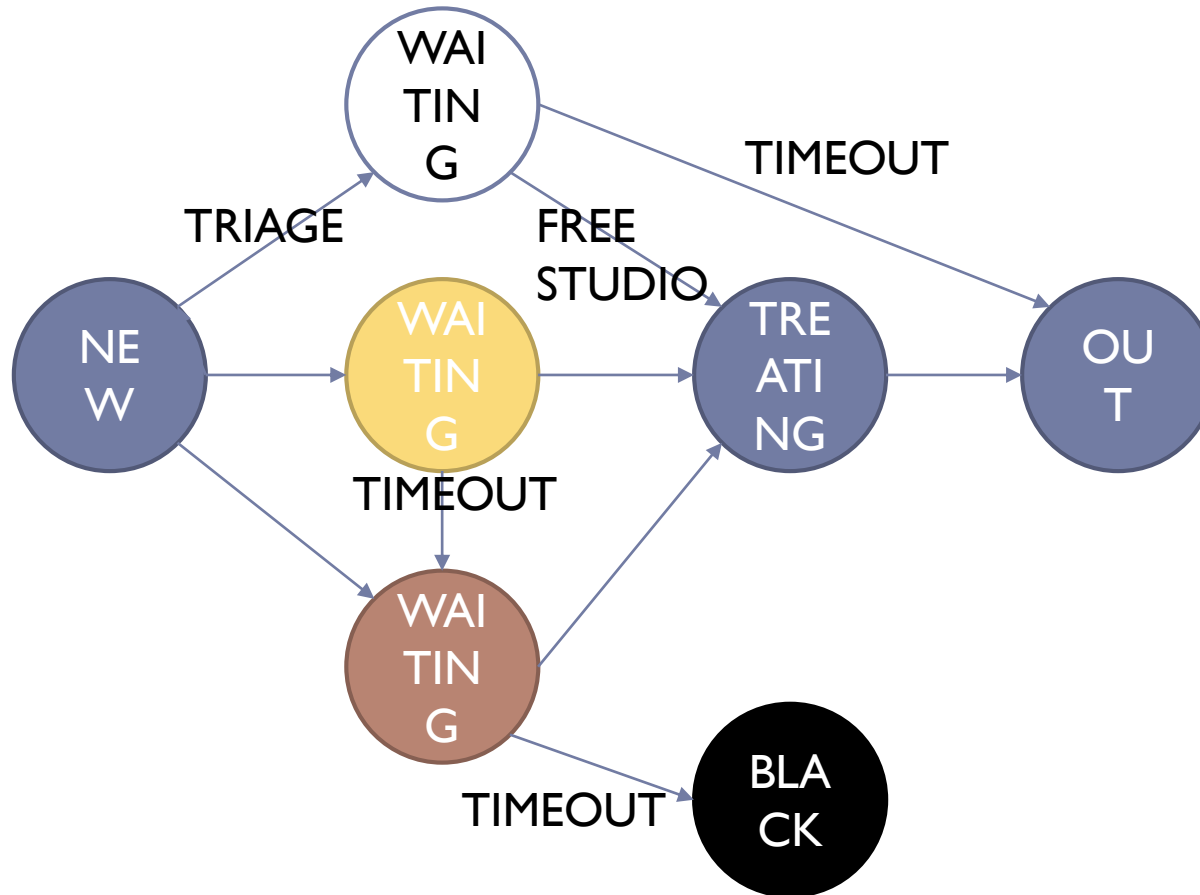 WAI
TIN
G
TIMEOUT
TRIAGE
FREE
STUDIO
NE
W
WAI
TIN
G
TRE
ATI
NG
OU
T
TIMEOUT
WAI
TIN
G
BLA
CK
TIMEOUT